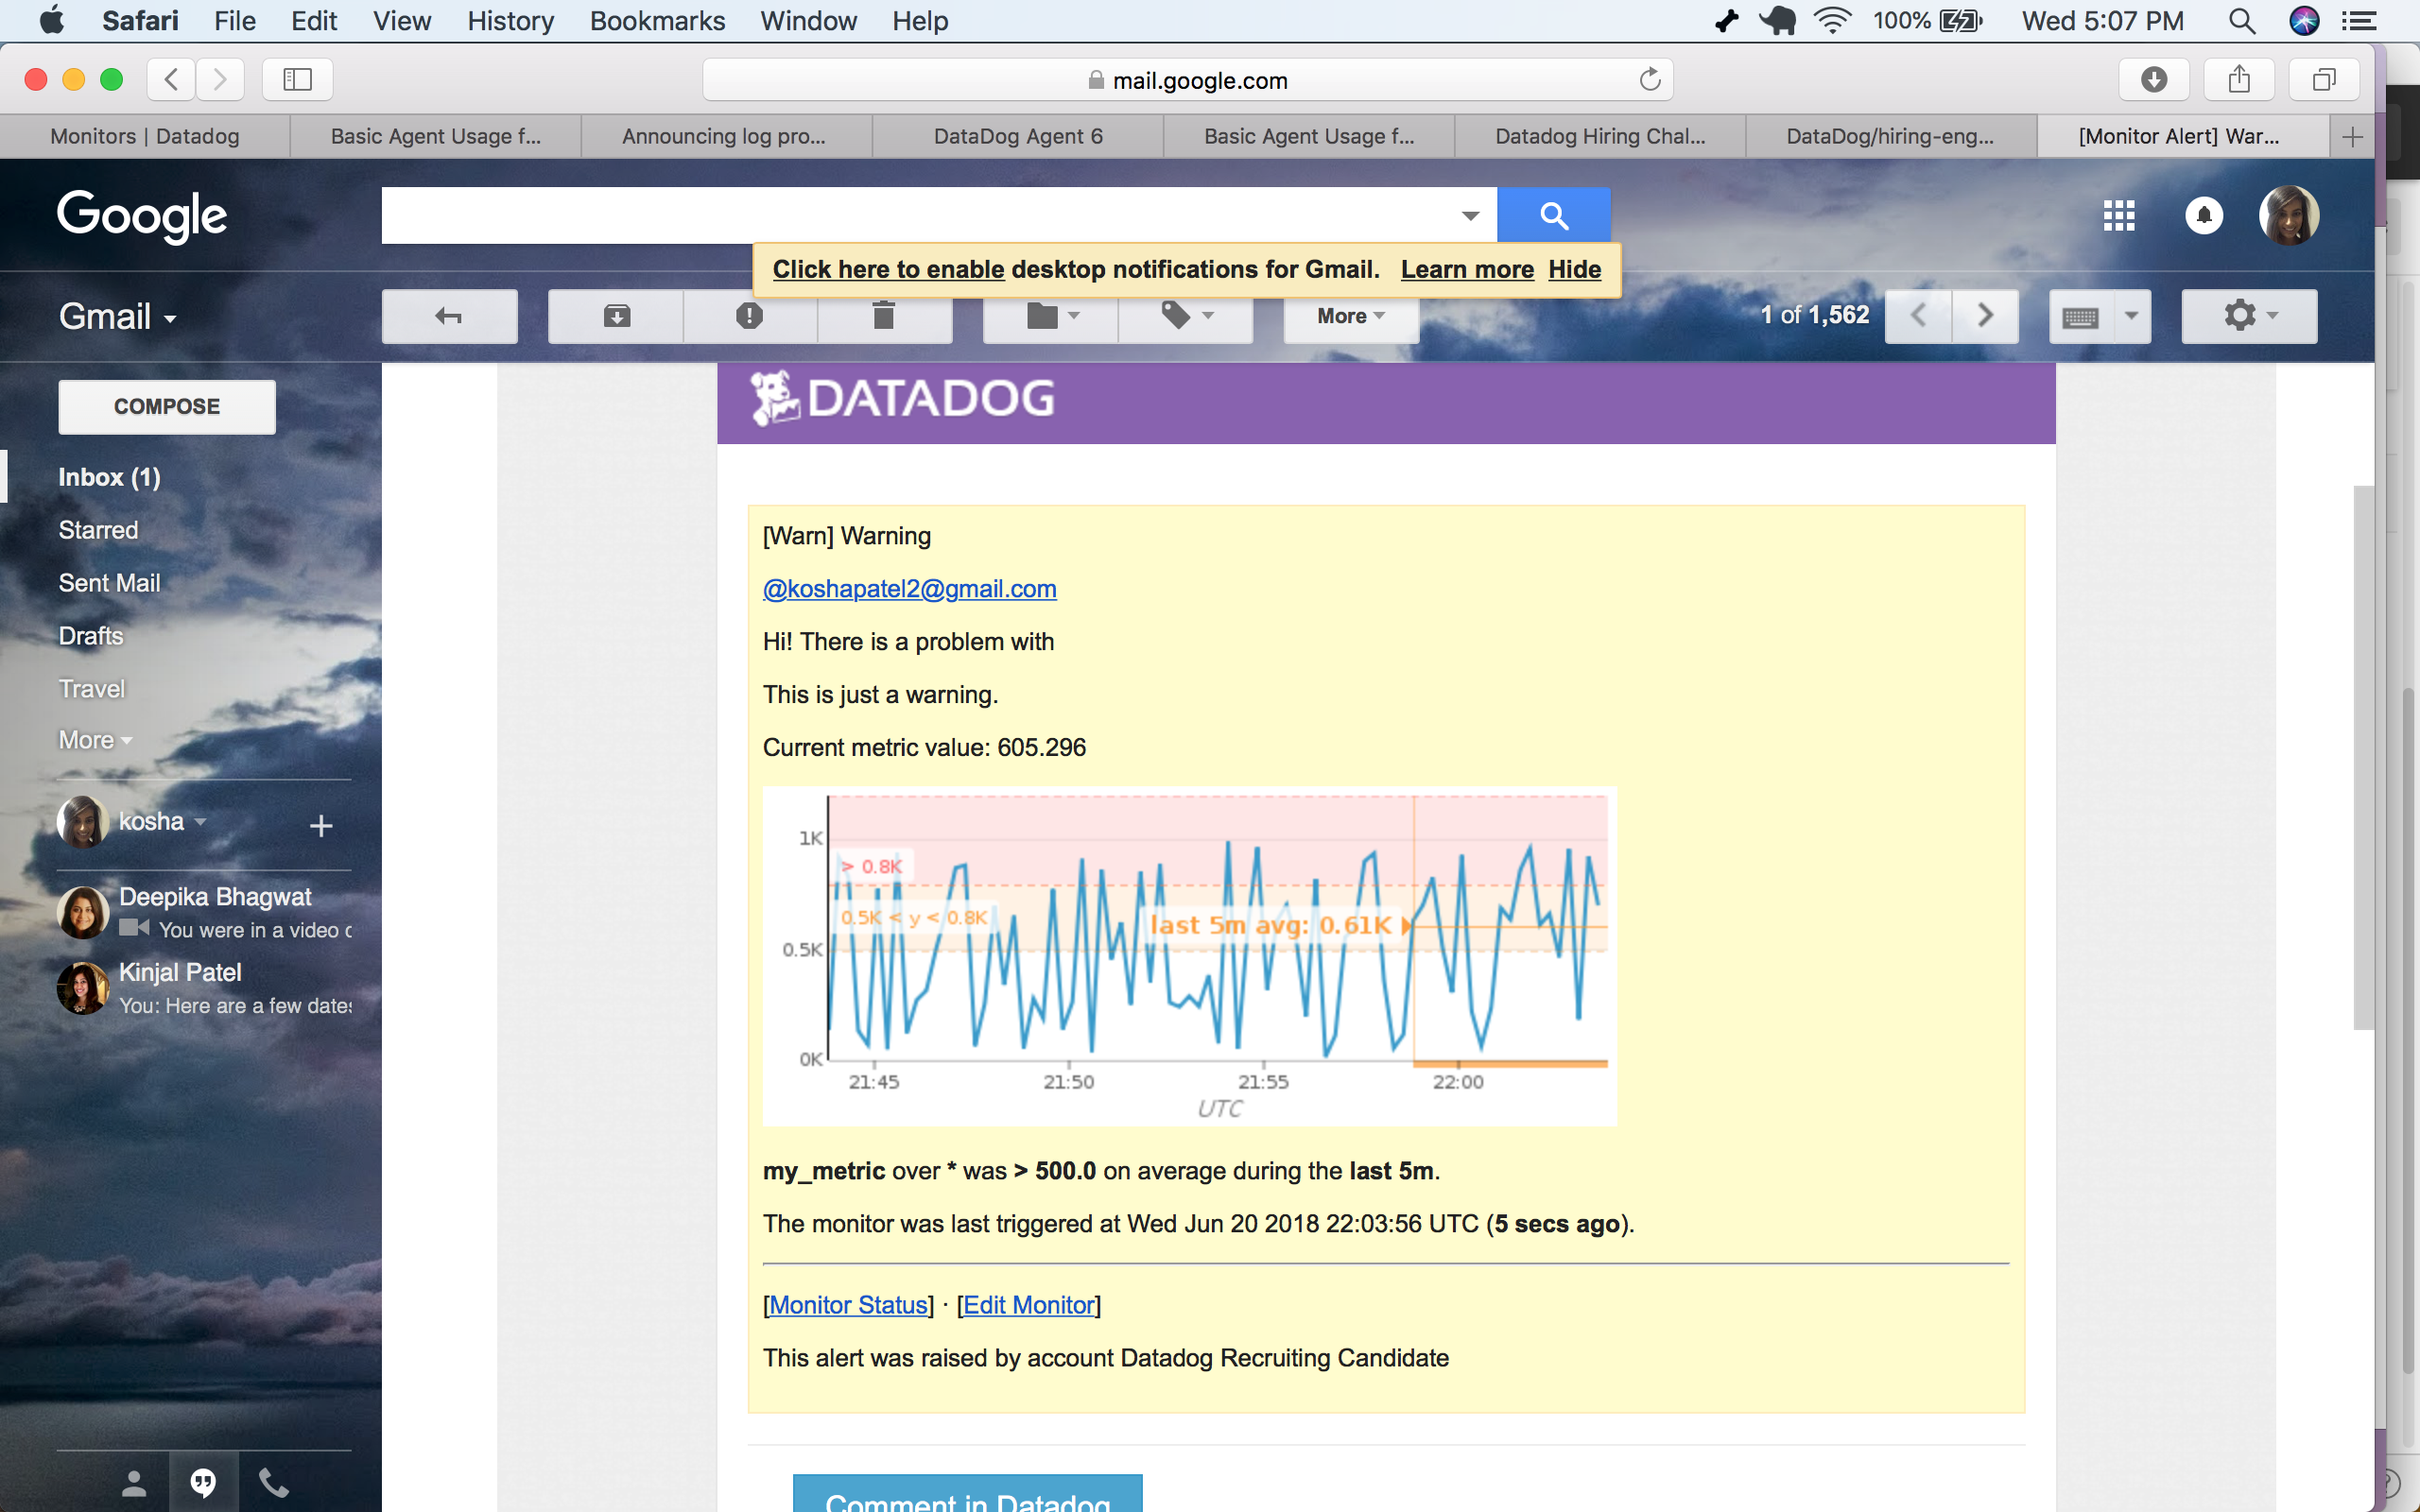 Safari File Edit View History Bookmarks Window Help 100% Wed 5:07 PM
mail.google.com
Monitors | Datadog Basic Agent Usage f... Announcing log pro... DataDog Agent 6 Basic Agent Usage f... Datadog Hiring Chal... DataDog/hiring-eng... [Monitor Alert] War...
Google
Click here to enable desktop notifications for Gmail. Learn more Hide
Gmail
More
1 of 1,562
COMPOSE
Inbox (1)
Starred
Sent Mail
Drafts
Travel
More
kosha
Deepika Bhagwat
You were in a video c
Kinjal Patel
You: Here are a few dates
DATADOG
[Warn] Warning
@koshapatel2@gmail.com
Hi! There is a problem with
This is just a warning.
Current metric value: 605.296
1K
> 0.8K
0.5K < y < 0.8K
last 5m avg: 0.61K
0.5K
0K
21:45 21:50 21:55 22:00
UTC
my_metric over * was > 500.0 on average during the last 5m.
The monitor was last triggered at Wed Jun 20 2018 22:03:56 UTC (5 secs ago).
[Monitor Status] · [Edit Monitor]
This alert was raised by account Datadog Recruiting Candidate
Comment in Datadog